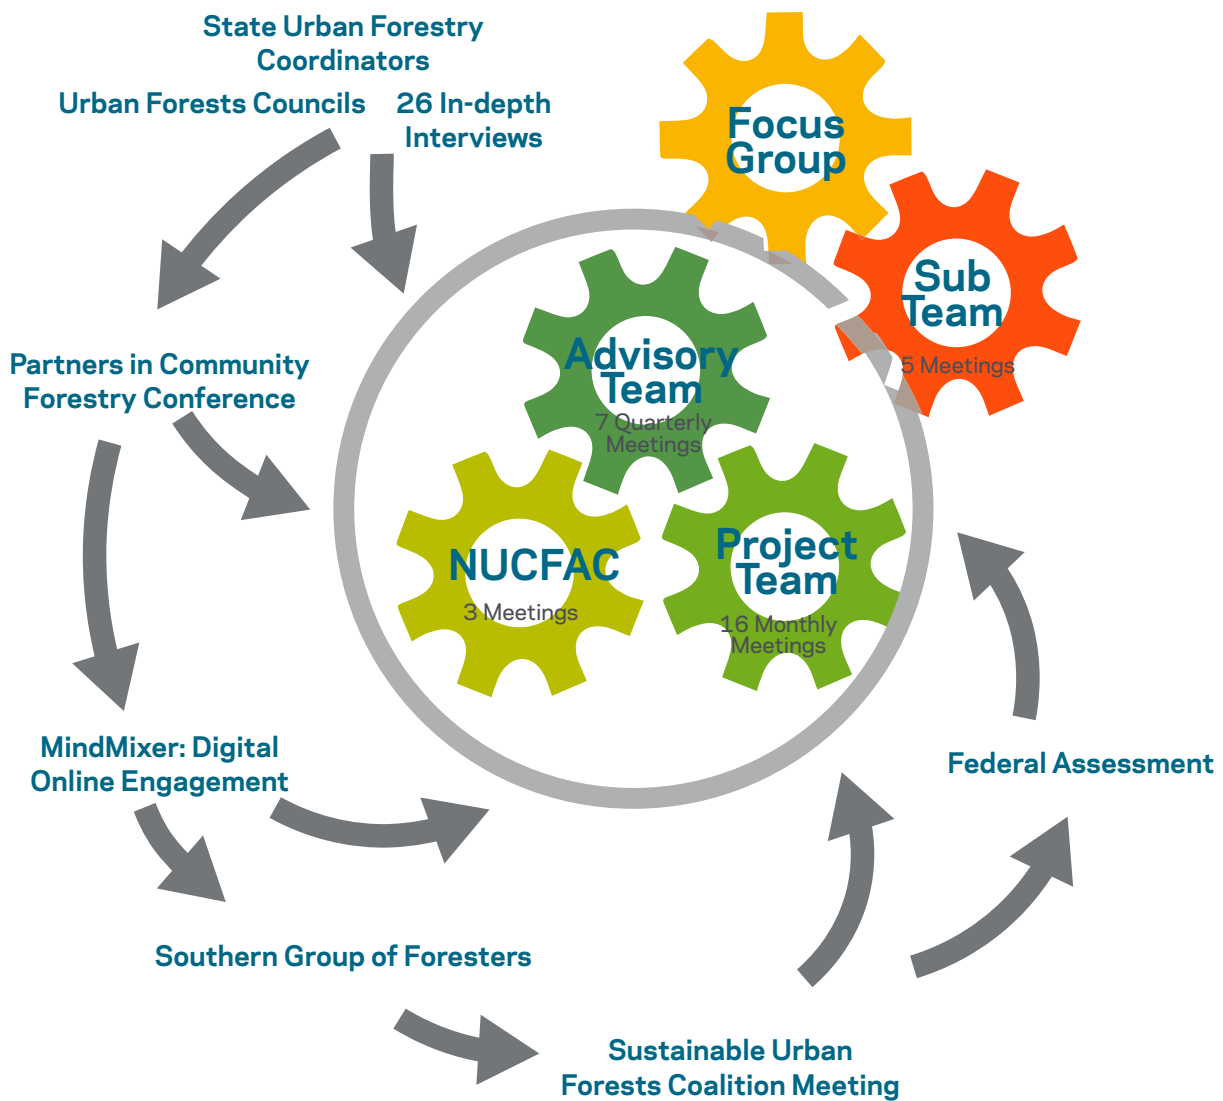 State Urban Forestry
Coordinators
Urban Forests Councils
26 In-depth
Interviews
Focus
Group
Sub
Team
5 Meetings
Advisory
Team
7 Quarterly
Meetings
Partners in Community
Forestry Conference
NUCFAC
3 Meetings
Project
Team
16 Monthly
Meetings
MindMixer: Digital
Online Engagement
Federal Assessment
Southern Group of Foresters
Sustainable Urban
Forests Coalition Meeting